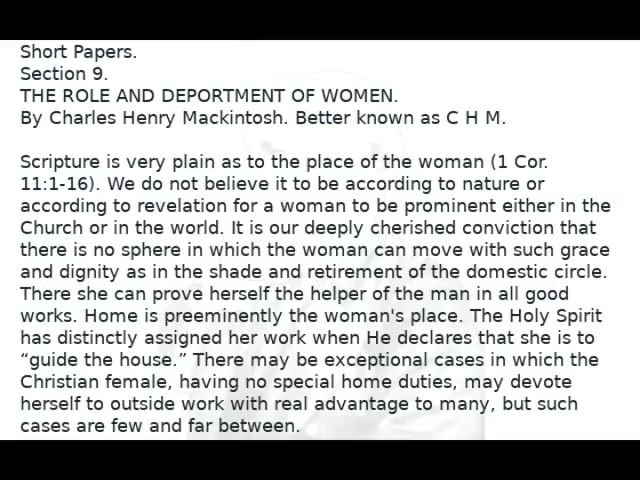 Short Papers.
Section 9.
THE ROLE AND DEPORTMENT OF WOMEN.
By Charles Henry Mackintosh. Better known as C H M.
Scripture is very plain as to the place of the woman (1 Cor.
11:1-16). We do not believe it to be according to nature or
according to revelation for a woman to be prominent either in the
Church or in the world. It is our deeply cherished conviction that
there is no sphere in which the woman can move with such grace
and dignity as in the shade and retirement of the domestic circle.
There she can prove herself the helper of the man in all good
works. Home is preeminently the woman's place. The Holy Spirit
has distinctly assigned her work when He declares that she is to
“guide the house.” There may be exceptional cases in which the
Christian female, having no special home duties, may devote
herself to outside work with real advantage to many, but such
cases are few and far between.